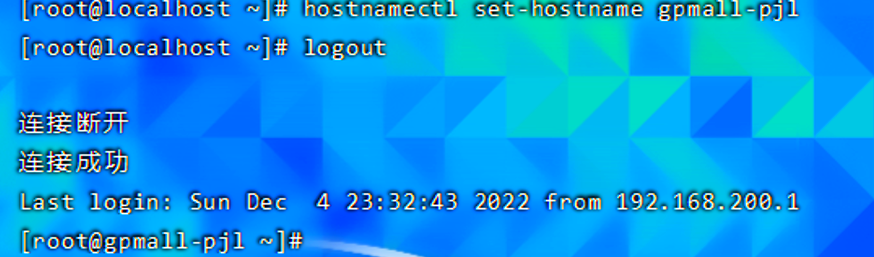 [root@localhost ~]# hostnamectl set-hostname gpmall-pjl
[root@localhost ~]# logout
连接断开
连接成功
Last login: Sun Dec  4 23:32:43 2022 from 192.168.200.1
[root@gpmall-pjl ~]#